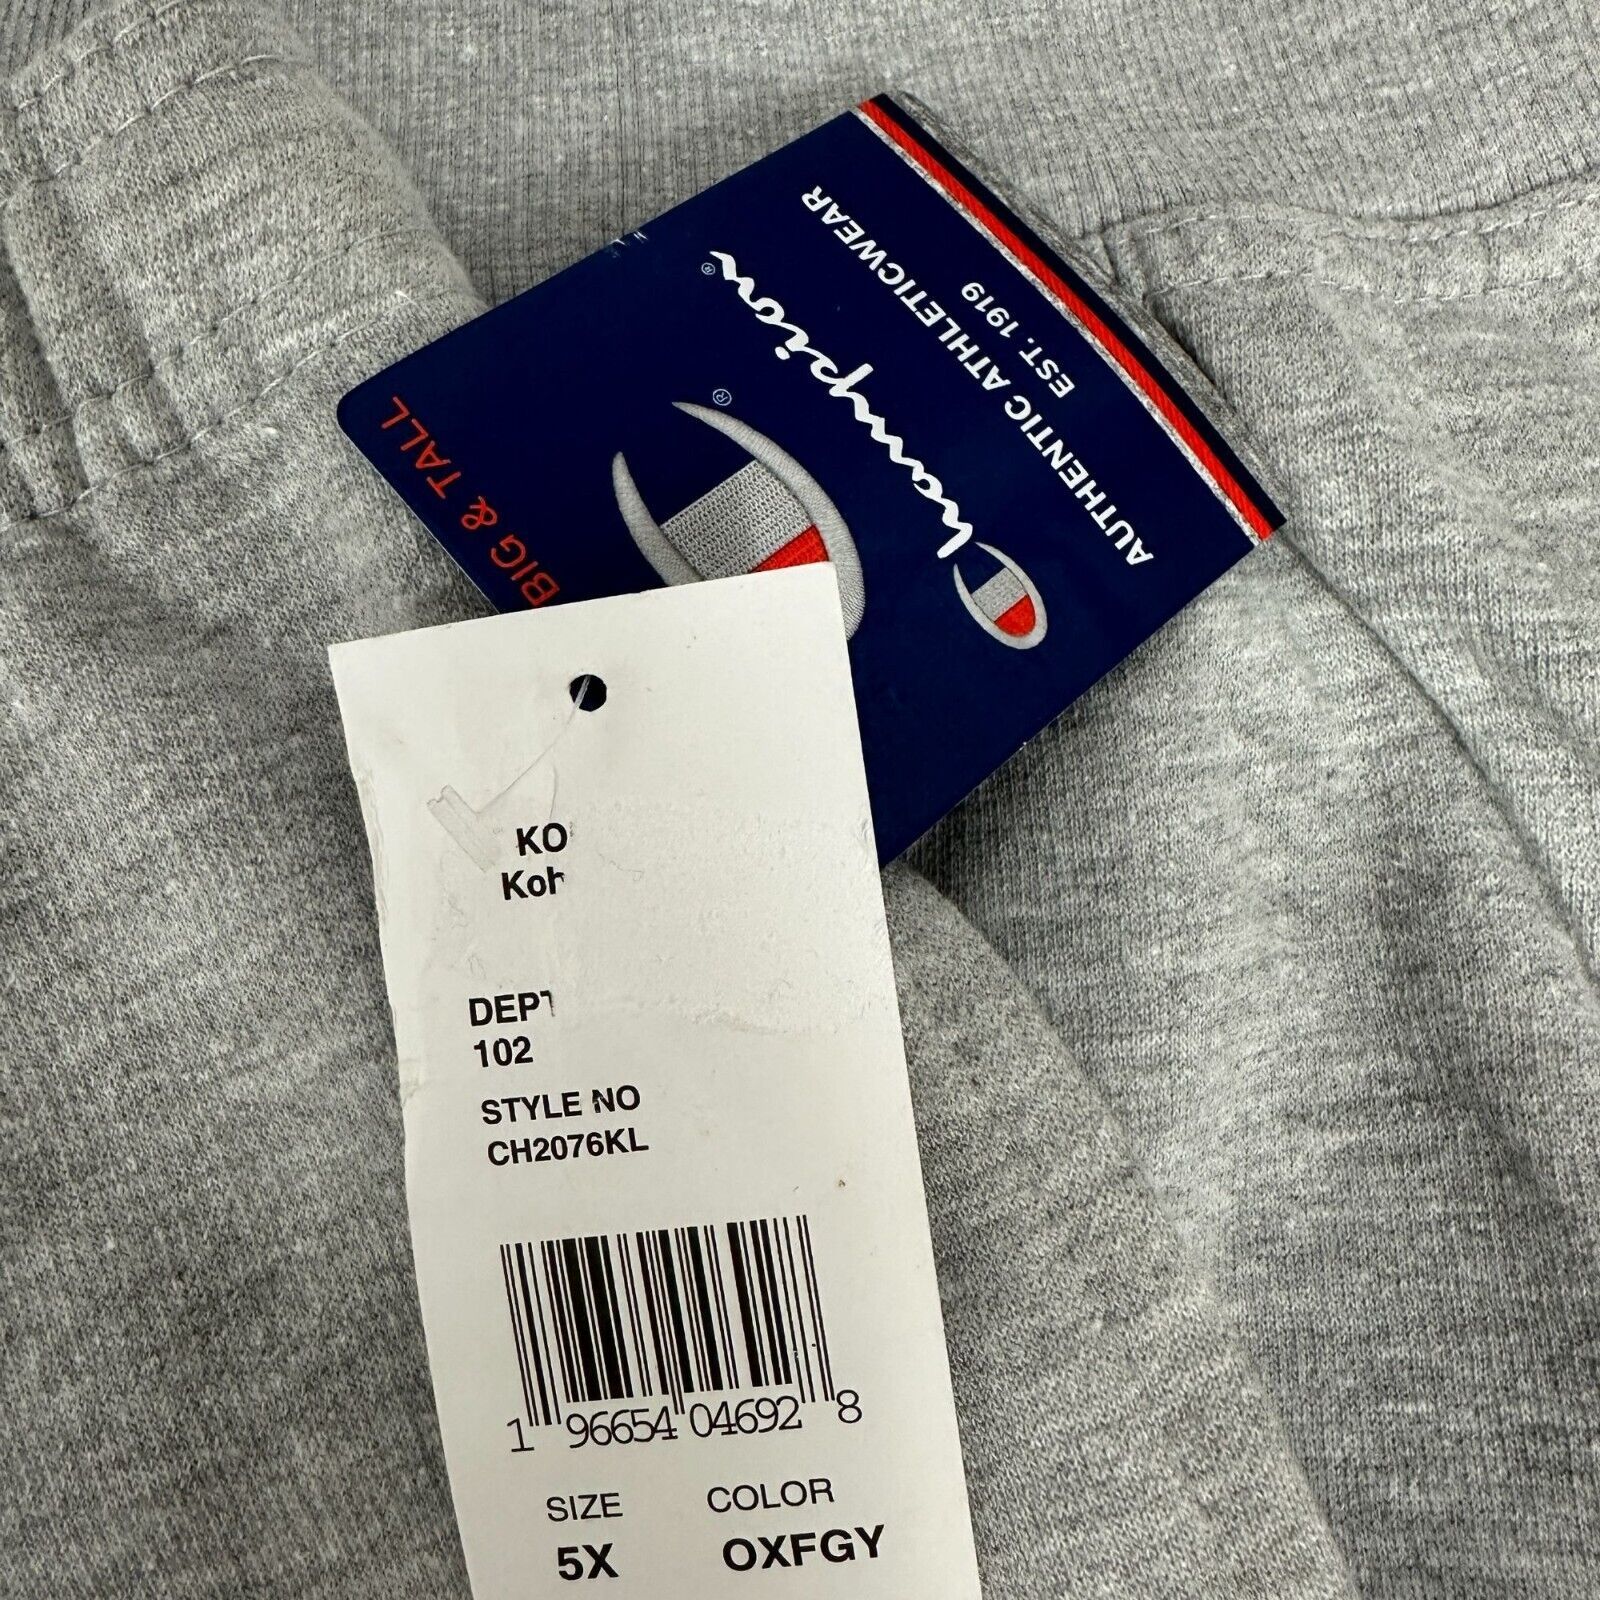 AUTHENTIC ATHLETICWEAR
EST. 1919
Champion®
®
BIG & TALL
KO
Koh
DEPT
102
STYLE NO
CH2076KL
1 96654 04692 8
SIZE COLOR
5X OXFGY